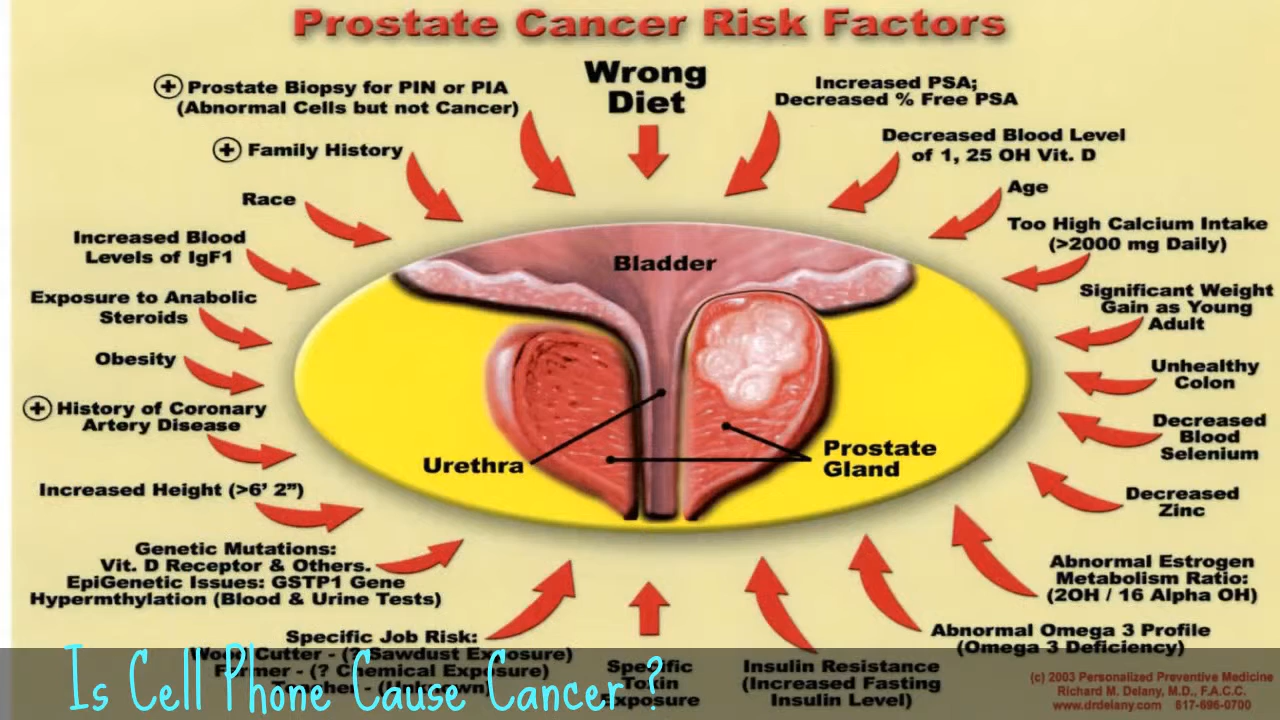 Prostate Cancer Risk Factors
Wrong
Diet
⊕ Prostate Biopsy for PIN or PIA
(Abnormal Cells but not Cancer)
⊕ Family History
Race
Increased Blood
Levels of IgF1
Exposure to Anabolic
Steroids
Obesity
⊕ History of Coronary
Artery Disease
Increased Height (>6' 2")
Genetic Mutations:
Vit. D Receptor & Others.
EpiGenetic Issues: GSTP1 Gene
Hypermthylation (Blood & Urine Tests)
Specific Job Risk:
Wood Cutter - (? Sawdust Exposure)
Farmer - (? Chemical Exposure)
Teacher - (Unknown)
Increased PSA;
Decreased % Free PSA
Decreased Blood Level
of 1, 25 OH Vit. D
Age
Too High Calcium Intake
(>2000 mg Daily)
Significant Weight
Gain as Young
Adult
Unhealthy
Colon
Decreased
Blood
Selenium
Decreased
Zinc
Abnormal Estrogen
Metabolism Ratio:
(2OH / 16 Alpha OH)
Abnormal Omega 3 Profile
(Omega 3 Deficiency)
Insulin Resistance
(Increased Fasting
Insulin Level)
Specific
Toxin
Exposure
Bladder
Urethra
Prostate
Gland
Is Cell Phone Cause Cancer ?
(c) 2003 Personalized Preventive Medicine
Richard M. Delany, M.D., F.A.C.C.
www.drdelany.com 617-696-0700